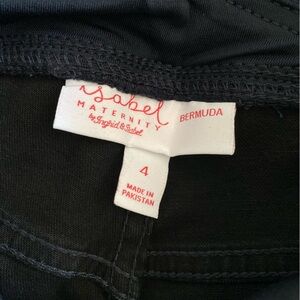 isabel
MATERNITY
by Ingrid & Isabel
BERMUDA
4
MADE IN
PAKISTAN